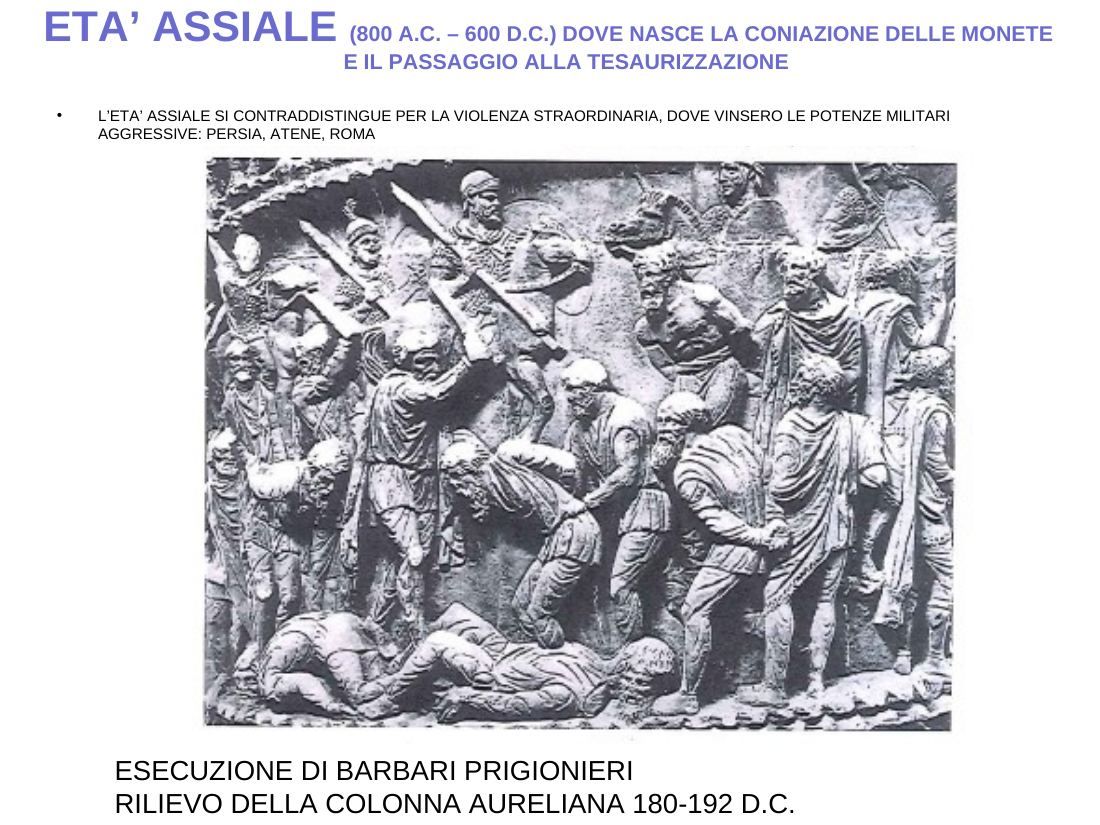 ETA’ ASSIALE (800 A.C. – 600 D.C.) DOVE NASCE LA CONIAZIONE DELLE MONETE
E IL PASSAGGIO ALLA TESAURIZZAZIONE
• L’ETA’ ASSIALE SI CONTRADDISTINGUE PER LA VIOLENZA STRAORDINARIA, DOVE VINSERO LE POTENZE MILITARI
AGGRESSIVE: PERSIA, ATENE, ROMA
ESECUZIONE DI BARBARI PRIGIONIERI
RILIEVO DELLA COLONNA AURELIANA 180-192 D.C.